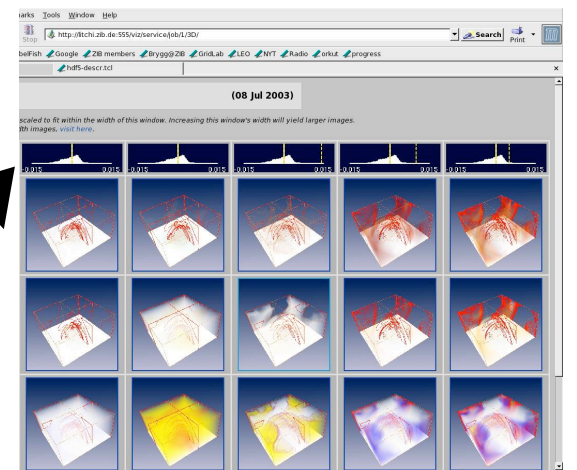 arks Tools Window Help
Stop http://litchi.zib.de:555/viz/service/job/1/3D/ Search Print
belFish Google ZIB members Brygg@ZIB GridLab LEO NYT Radio orkut progress
hdf5-descr.tcl
(08 Jul 2003)
scaled to fit within the width of this window. Increasing this window's width will yield larger images.
dth images, visit here.
-0.015 0.015 -0.015 0.015 -0.015 0.015 -0.015 0.015 -0.015 0.015